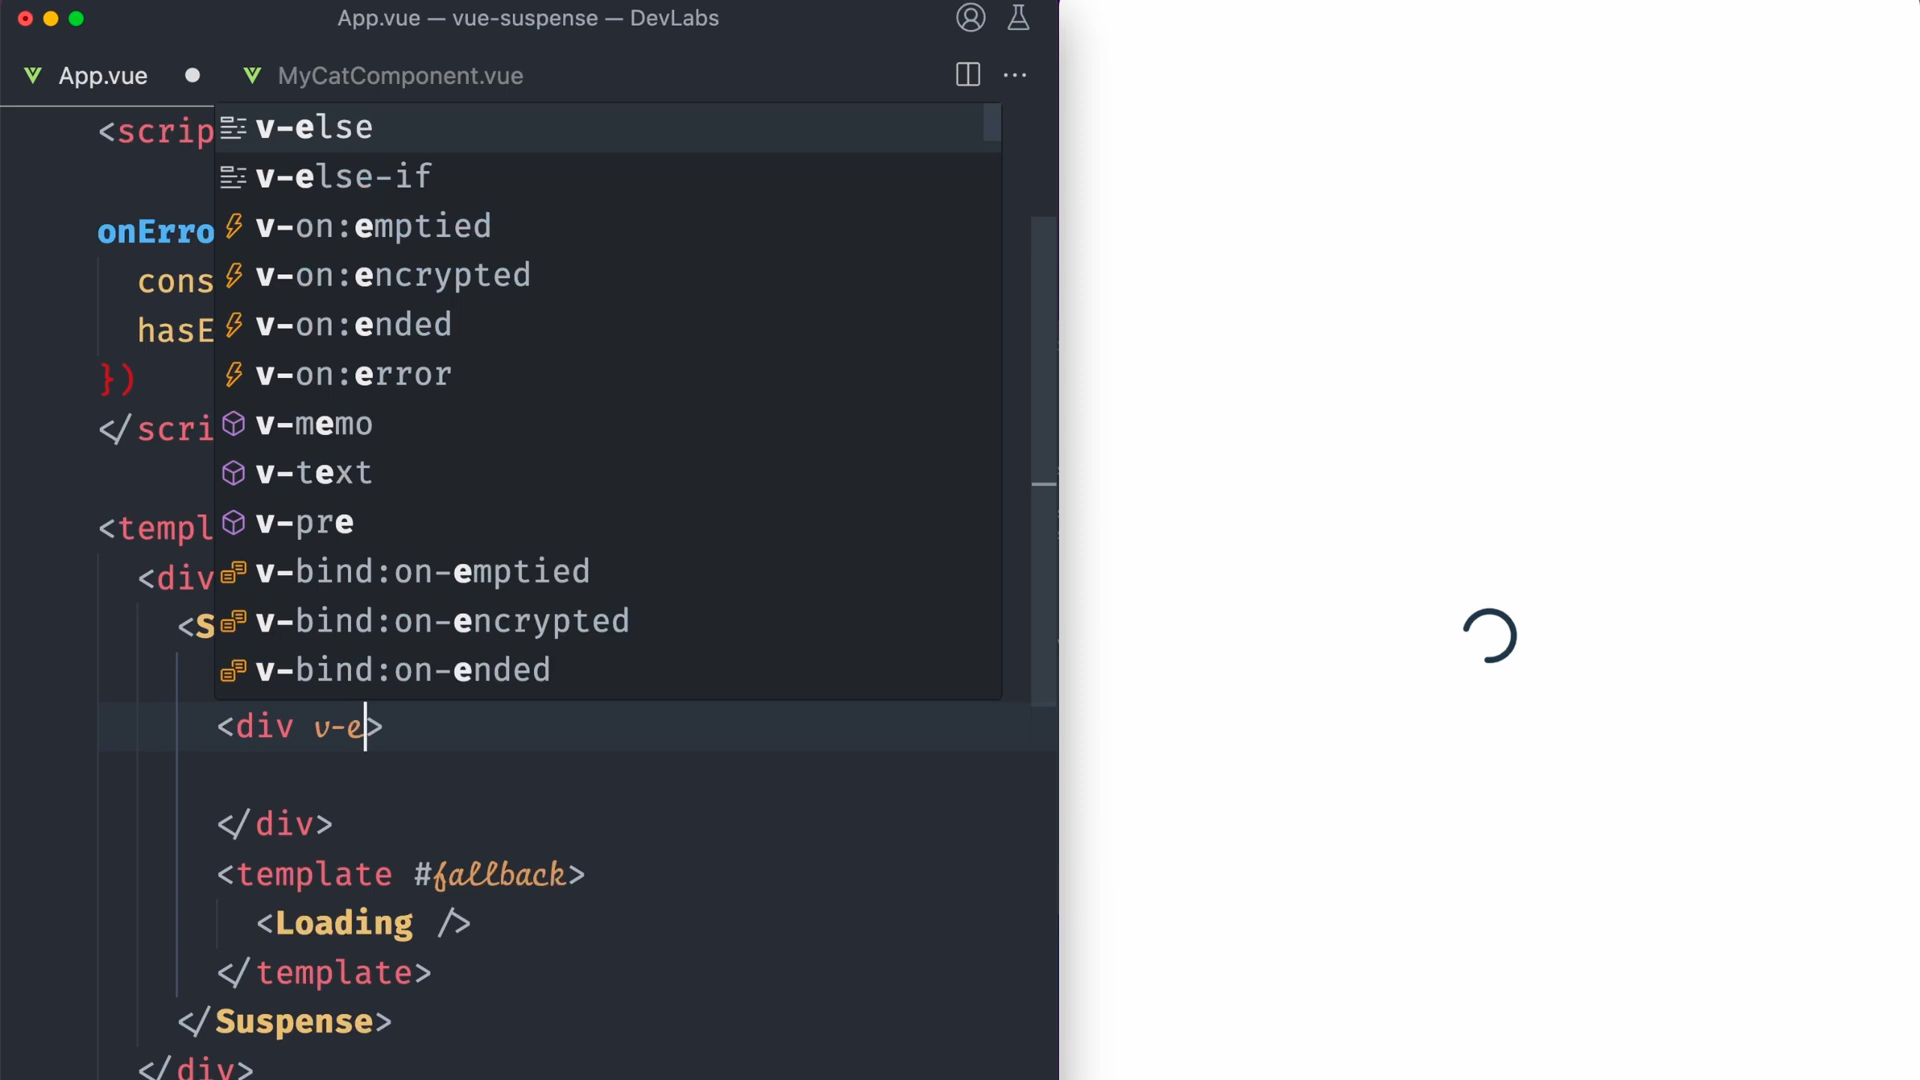 App.vue — vue-suspense — DevLabs
App.vue
MyCatComponent.vue
<scrip
onErro
cons
hasE
})
</scri
<templ
<div
<S
v-else
v-else-if
v-on:emptied
v-on:encrypted
v-on:ended
v-on:error
v-memo
v-text
v-pre
v-bind:on-emptied
v-bind:on-encrypted
v-bind:on-ended
<div v-e>
</div>
<template #fallback>
<Loading />
</template>
</Suspense>
</div>